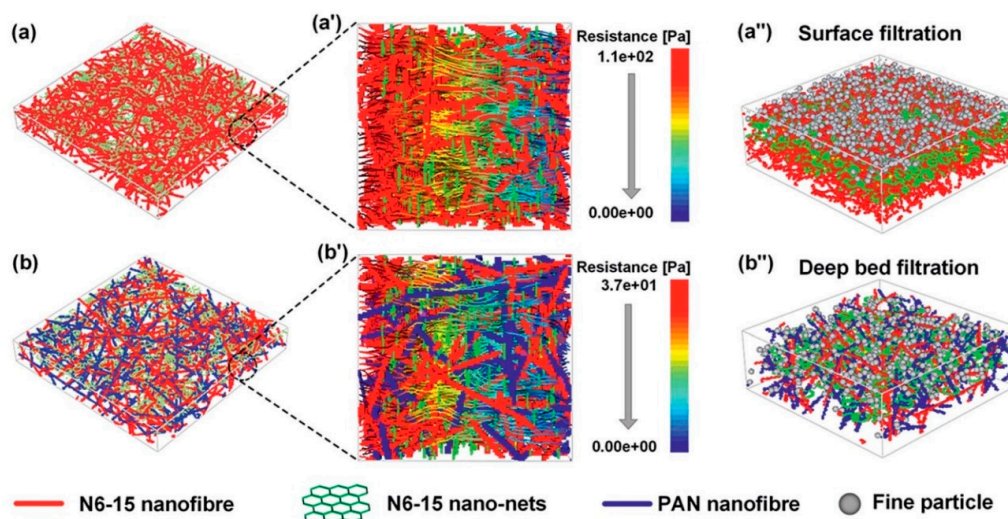 (a)
(a')
Resistance [Pa]
1.1e+02
0.00e+00
(a")
Surface filtration
(b)
(b')
Resistance [Pa]
3.7e+01
0.00e+00
(b")
Deep bed filtration
N6-15 nanofibre
N6-15 nano-nets
PAN nanofibre
Fine particle